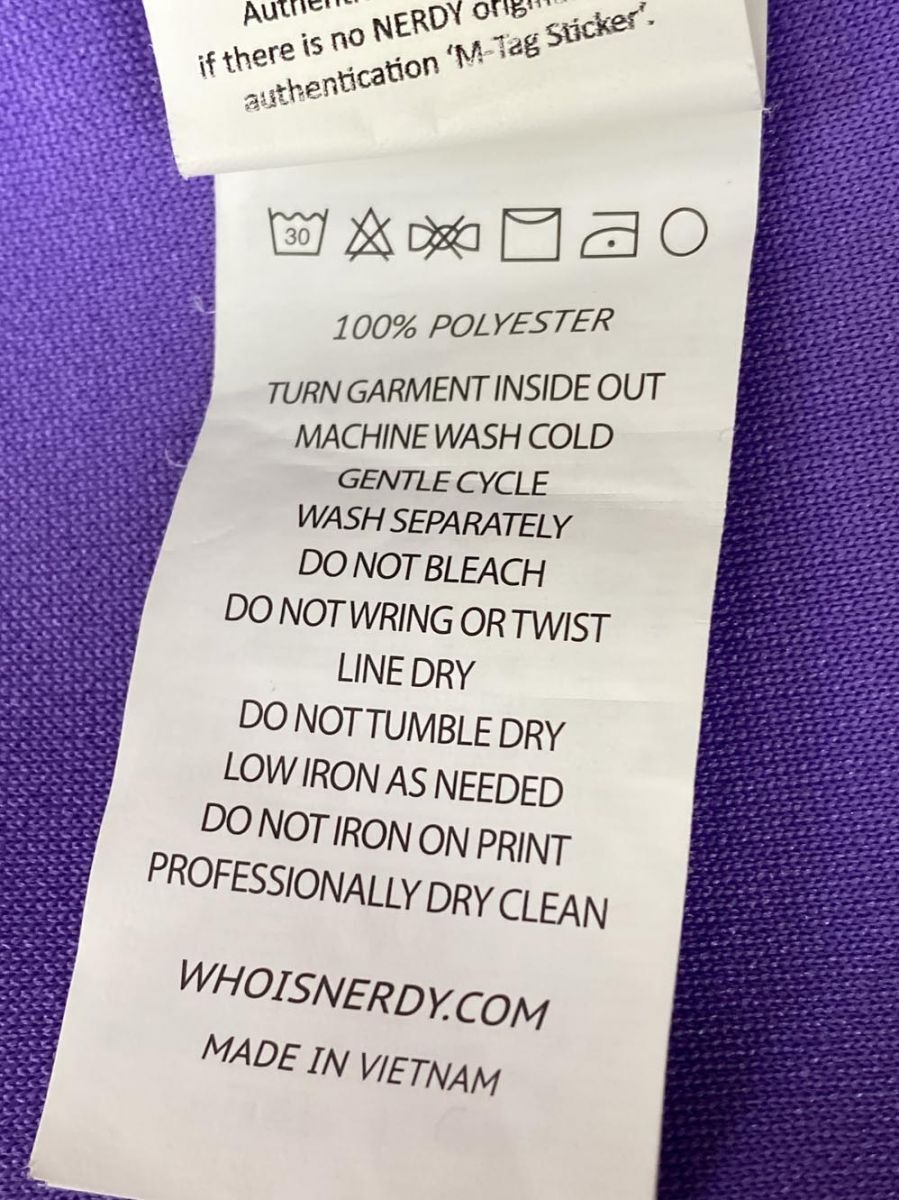 if there is no NERDY
authentication 'M-Tag Sticker'.
30
100% POLYESTER
TURN GARMENT INSIDE OUT
MACHINE WASH COLD
GENTLE CYCLE
WASH SEPARATELY
DO NOT BLEACH
DO NOT WRING OR TWIST
LINE DRY
DO NOT TUMBLE DRY
LOW IRON AS NEEDED
DO NOT IRON ON PRINT
PROFESSIONALLY DRY CLEAN
WHOISNERDY.COM
MADE IN VIETNAM